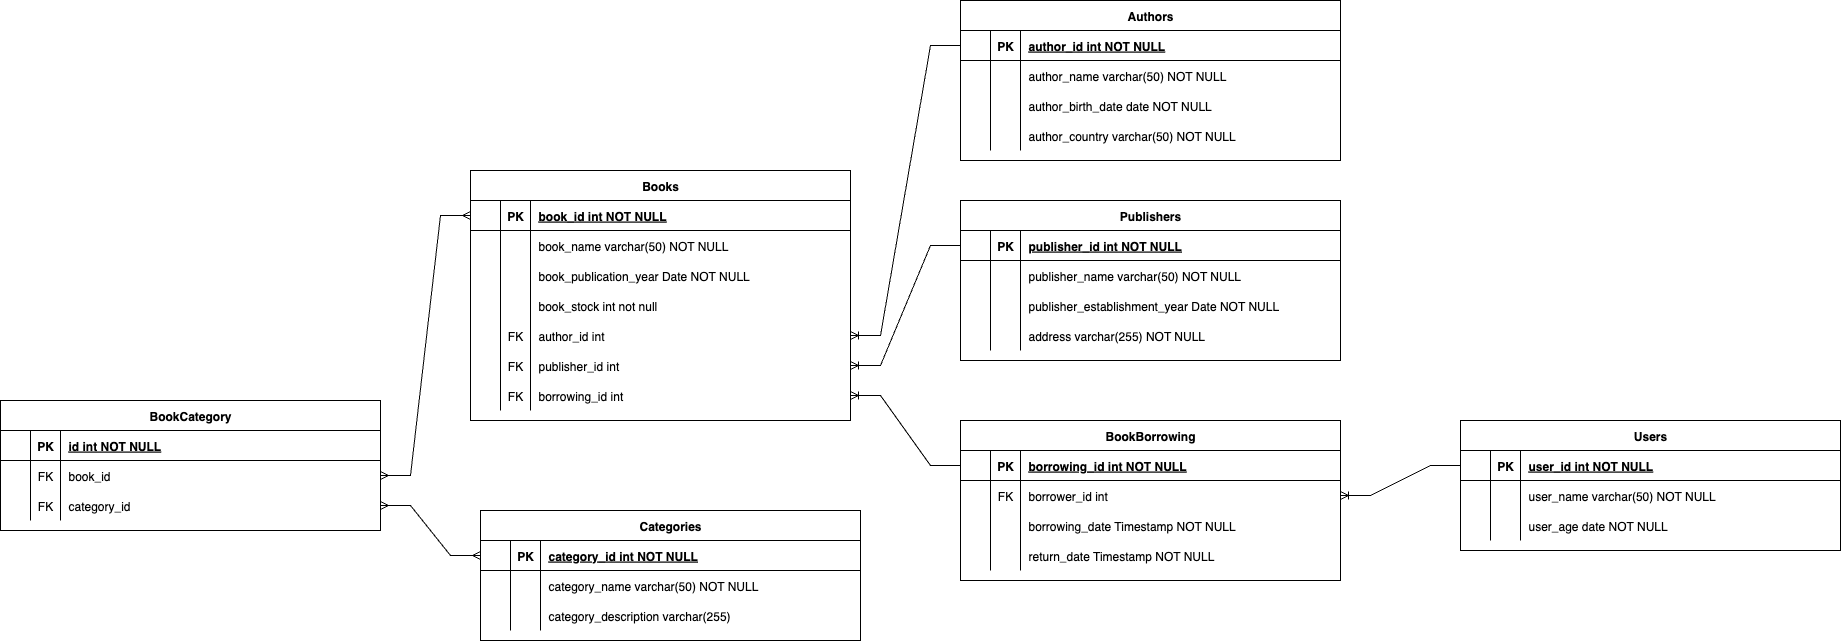 Authors
PK author_id int NOT NULL
author_name varchar(50) NOT NULL
author_birth_date date NOT NULL
author_country varchar(50) NOT NULL
Books
PK book_id int NOT NULL
book_name varchar(50) NOT NULL
book_publication_year Date NOT NULL
book_stock int not null
FK author_id int
FK publisher_id int
FK borrowing_id int
Publishers
PK publisher_id int NOT NULL
publisher_name varchar(50) NOT NULL
publisher_establishment_year Date NOT NULL
address varchar(255) NOT NULL
BookCategory
PK id int NOT NULL
FK book_id
FK category_id
BookBorrowing
PK borrowing_id int NOT NULL
FK borrower_id int
borrowing_date Timestamp NOT NULL
return_date Timestamp NOT NULL
Users
PK user_id int NOT NULL
user_name varchar(50) NOT NULL
user_age date NOT NULL
Categories
PK category_id int NOT NULL
category_name varchar(50) NOT NULL
category_description varchar(255)